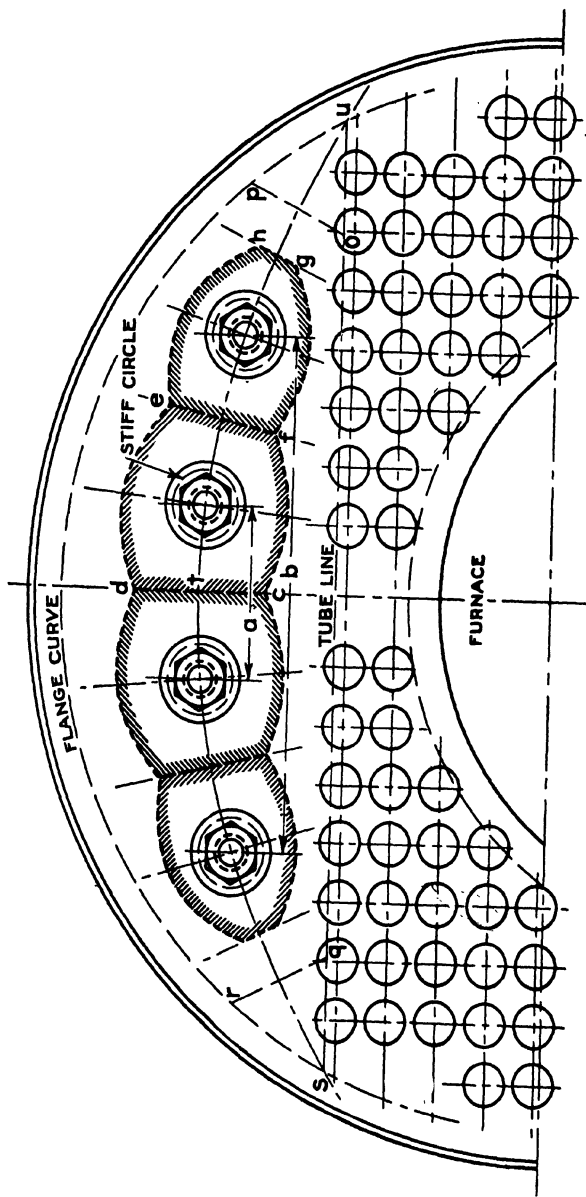 FLANGE CURVE
STIFF CIRCLE
d
e
t
a
b
c
f
h
g
p
o
u
r
q
s
TUBE LINE
FURNACE